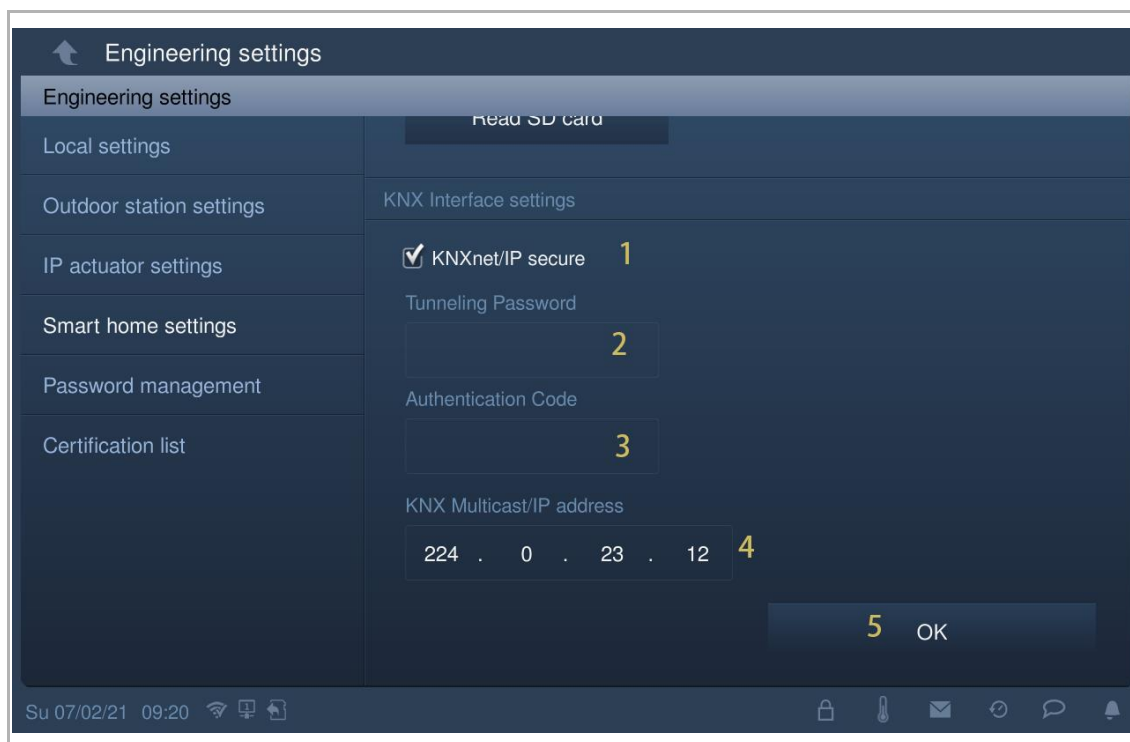 Engineering settings
Engineering settings
Local settings
Outdoor station settings
IP actuator settings
Smart home settings
Password management
Certification list
Read SD card
KNX Interface settings
KNXnet/IP secure 1
Tunneling Password
2
Authentication Code
3
KNX Multicast/IP address
224 . 0 . 23 . 12 4
5 OK
Su 07/02/21 09:20 1